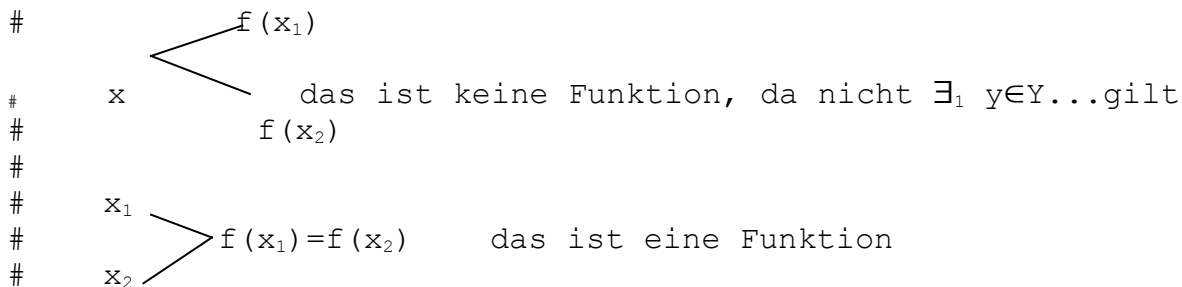 # f(x₁)
# x das ist keine Funktion, da nicht ∃₁ y∈Y...gilt
# f(x₂)
#
# x₁
# f(x₁)=f(x₂) das ist eine Funktion
# x₂